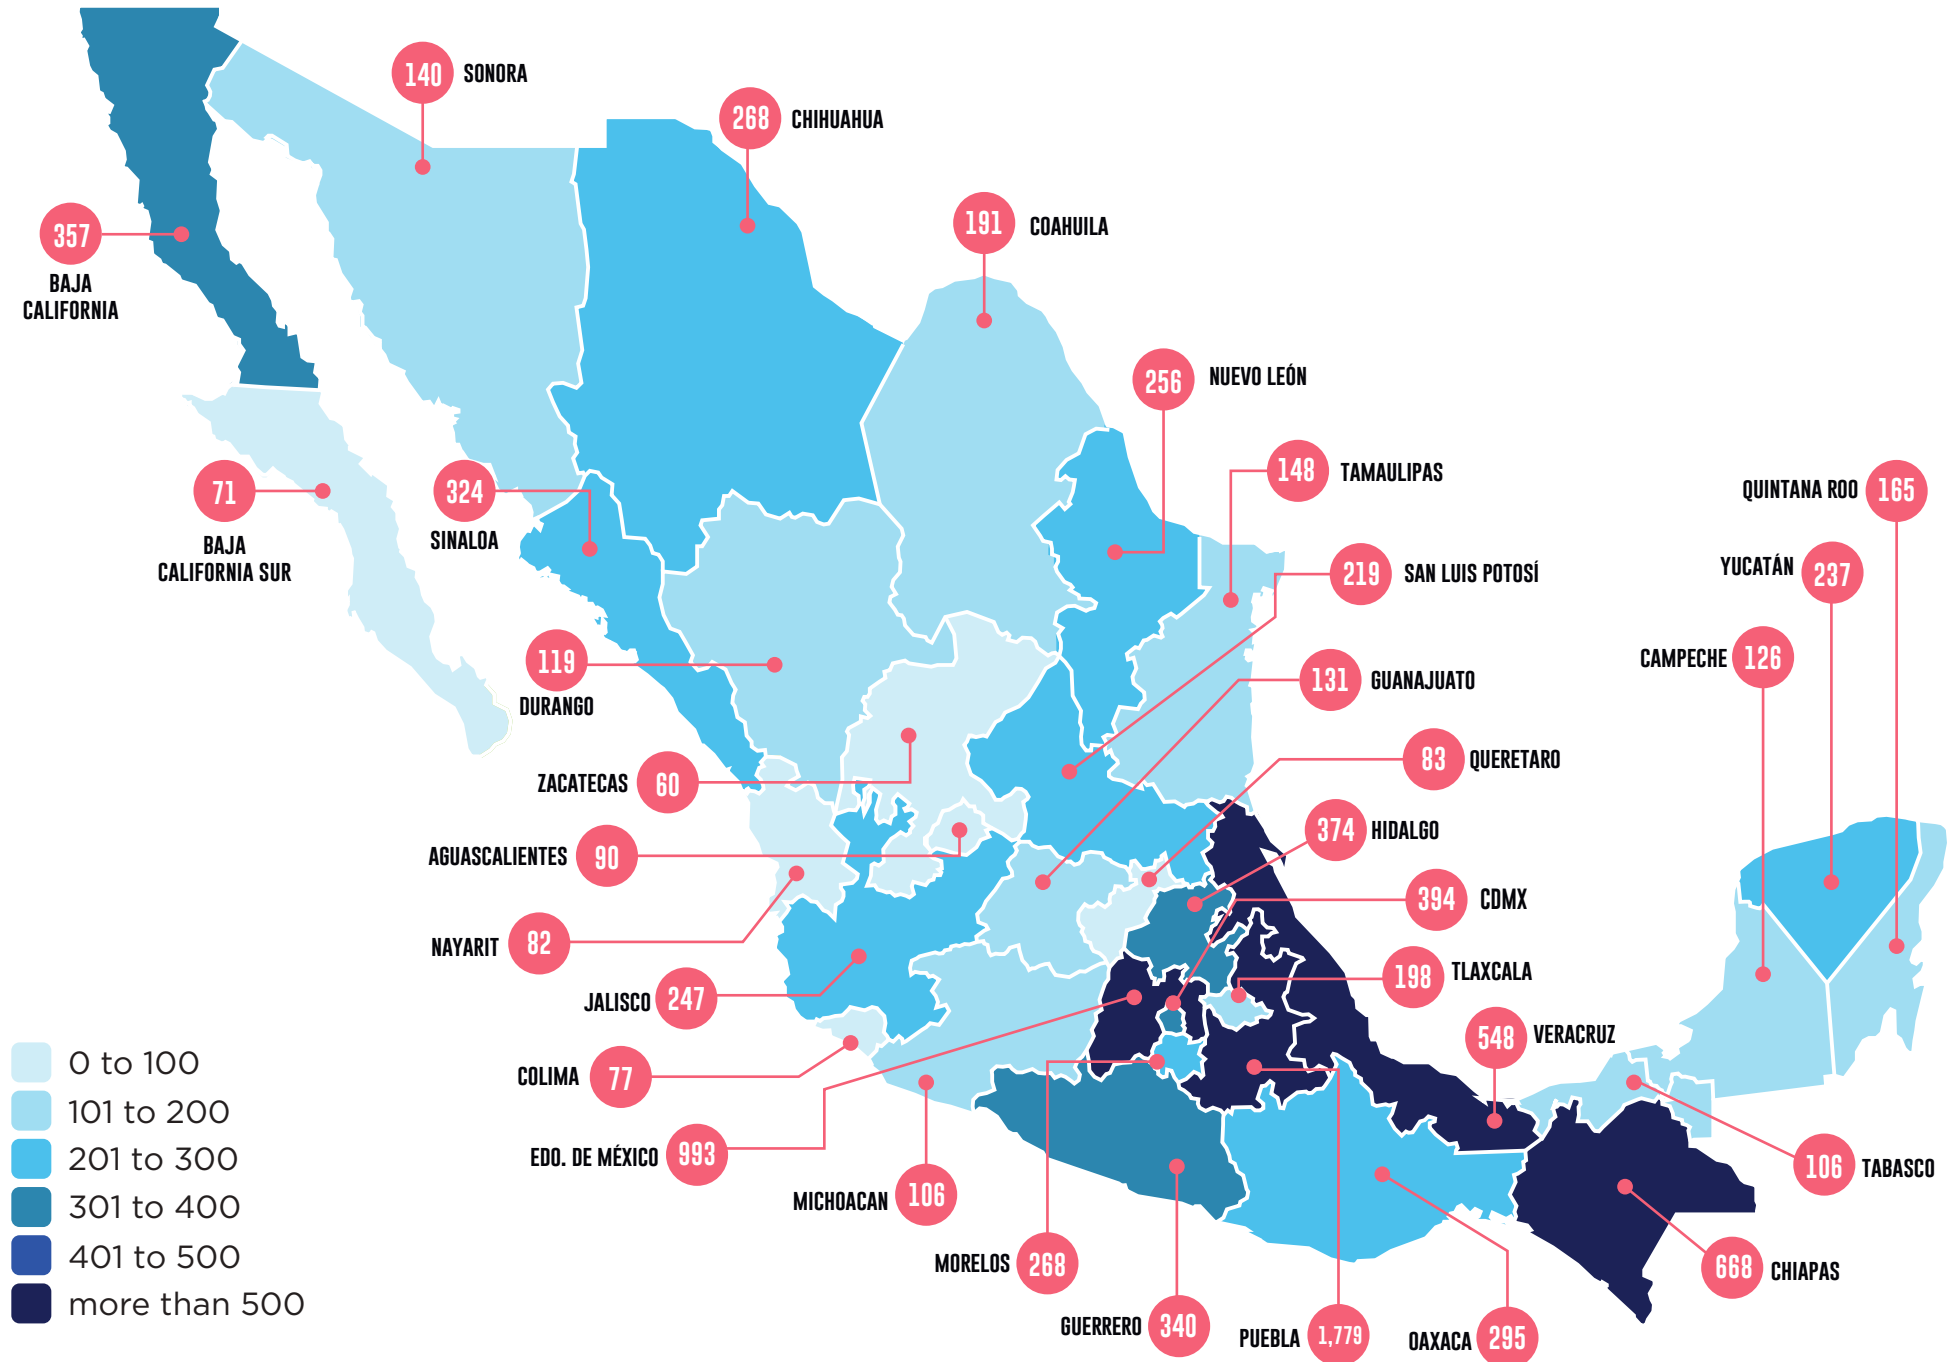 140 SONORA
268 CHIHUAHUA
357
BAJA
CALIFORNIA
191 COAHUILA
256 NUEVO LEÓN
148 TAMAULIPAS
71
BAJA
CALIFORNIA SUR
324
SINALOA
QUINTANA ROO 165
YUCATÁN 237
219 SAN LUIS POTOSÍ
119
DURANGO
CAMPECHE 126
131 GUANAJUATO
ZACATECAS 60
83 QUERETARO
374 HIDALGO
AGUASCALIENTES 90
394 CDMX
NAYARIT 82
198 TLAXCALA
JALISCO 247
548 VERACRUZ
COLIMA 77
EDO. DE MÉXICO 993
MICHOACAN 106
106 TABASCO
MORELOS 268
668 CHIAPAS
GUERRERO 340
PUEBLA 1,779
OAXACA 295
0 to 100
101 to 200
201 to 300
301 to 400
401 to 500
more than 500